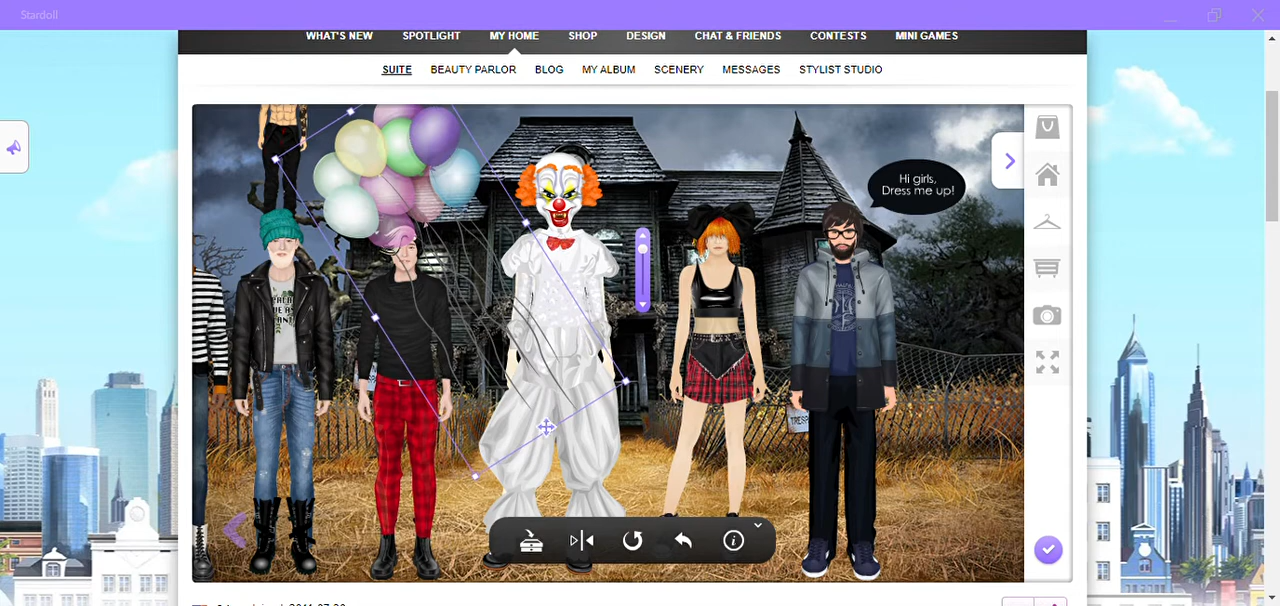 Stardoll
WHAT'S NEW SPOTLIGHT MY HOME SHOP DESIGN CHAT & FRIENDS CONTESTS MINI GAMES
SUITE BEAUTY PARLOR BLOG MY ALBUM SCENERY MESSAGES STYLIST STUDIO
Hi girls,
Dress me up!
TRESP